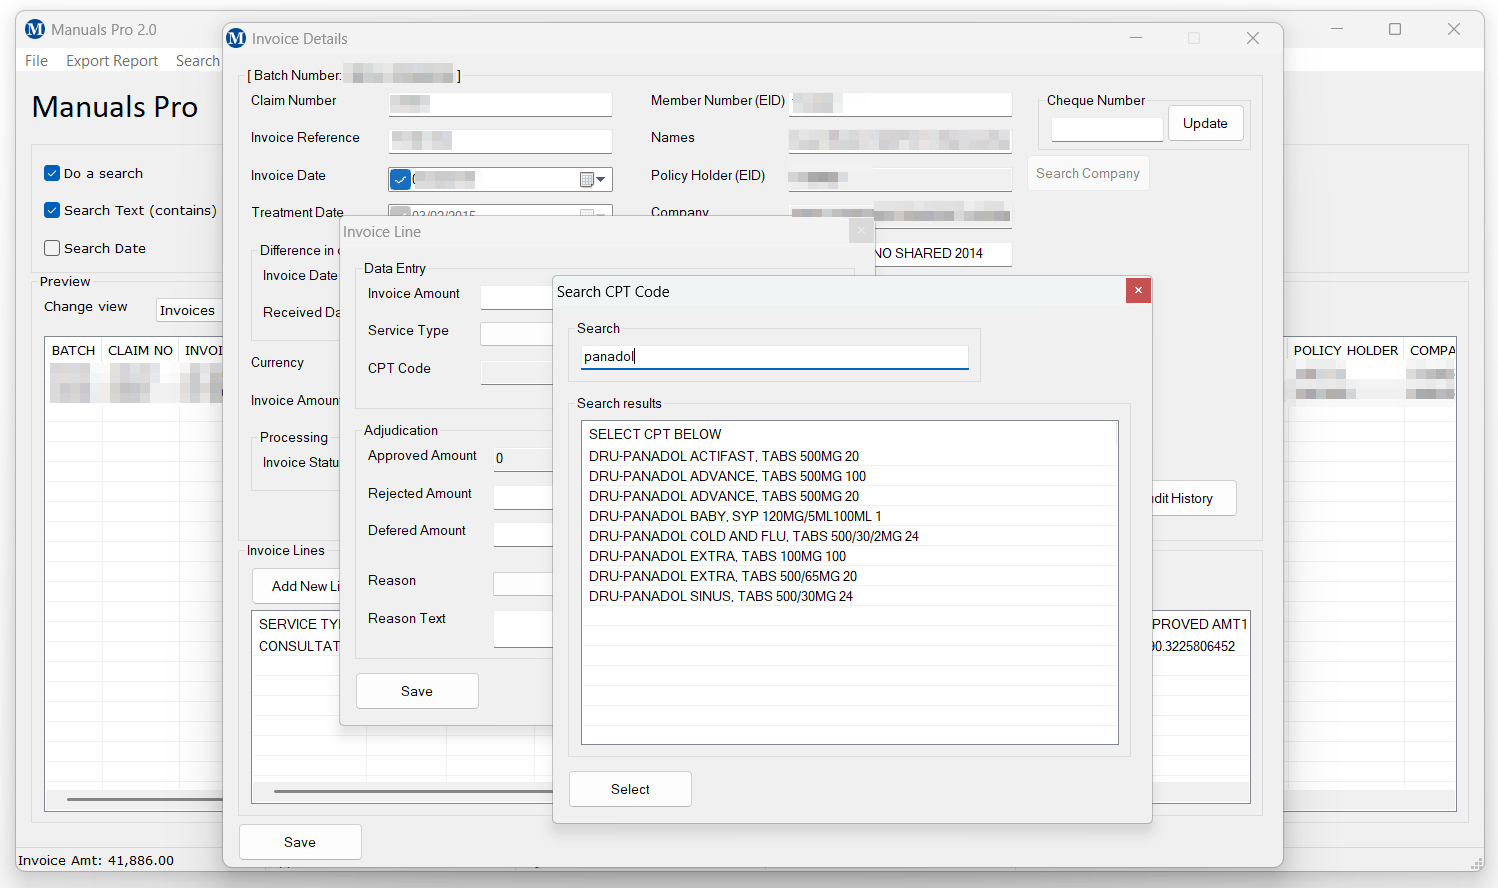 Manuals Pro 2.0
File Export Report Search
Manuals Pro
Do a search
Search Text (contains)
Search Date
Preview
Change view
Invoices
BATCH CLAIM NO INVOI
Invoice Amt: 41,886.00
POLICY HOLDER COMPA
Invoice Details
[ Batch Number: ]
Claim Number
Invoice Reference
Invoice Date
Treatment Date 03/02/2015
Member Number (EID)
Names
Policy Holder (EID)
Company
NO SHARED 2014
Cheque Number
Update
Search Company
Difference in
Invoice Date
Received Da
Currency
Invoice Amoun
Processing
Invoice Statu
dit History
Invoice Lines
Add New Li
SERVICE TY
CONSULTAT
PROVED AMT1
90.3225806452
Save
Invoice Line
Data Entry
Invoice Amount
Service Type
CPT Code
Adjudication
Approved Amount 0
Rejected Amount
Defered Amount
Reason
Reason Text
Save
Search CPT Code
Search
panadol
Search results
SELECT CPT BELOW
DRU-PANADOL ACTIFAST, TABS 500MG 20
DRU-PANADOL ADVANCE, TABS 500MG 100
DRU-PANADOL ADVANCE, TABS 500MG 20
DRU-PANADOL BABY, SYP 120MG/5ML100ML 1
DRU-PANADOL COLD AND FLU, TABS 500/30/2MG 24
DRU-PANADOL EXTRA, TABS 100MG 100
DRU-PANADOL EXTRA, TABS 500/65MG 20
DRU-PANADOL SINUS, TABS 500/30MG 24
Select